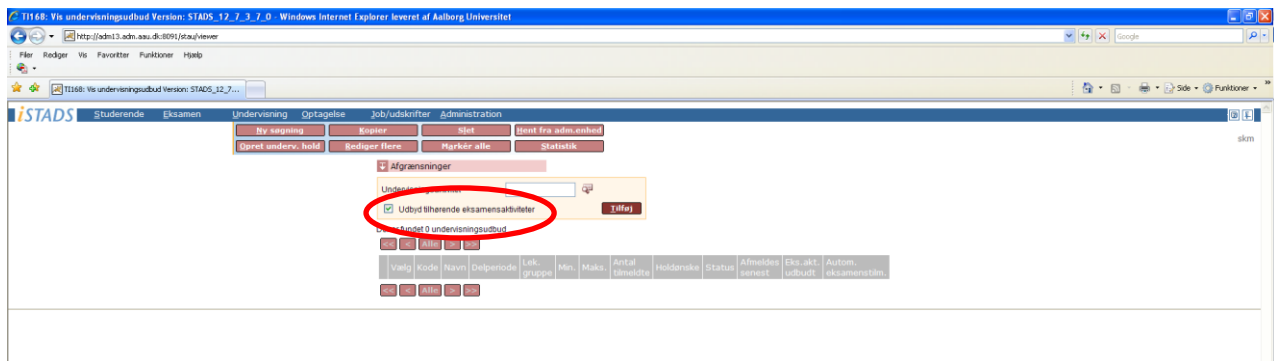 TI168: Vis undervisningsudbud Version: STADS_12_7_3_7_0 - Windows Internet Explorer leveret af Aalborg Universitet
http://adm13.adm.aau.dk:8091/stau/viewer
Google
Filer Rediger Vis Favoritter Funktioner Hjælp
TI168: Vis undervisningsudbud Version: STADS_12_7...
Side Funktioner
iSTADS Studerende Eksamen Undervisning Optagelse Job/udskrifter Administration
Ny søgning Kopier Slet Hent fra adm.enhed
Opret underv. hold Rediger flere Markér alle Statistik
skm
Afgrænsninger
Udbyd tilhørende eksamensaktiviteter Tilføj
fundet 0 undervisningsudbud
<< < Alle > >>
Vælg Kode Navn Delperiode Lek. gruppe Min. Maks. Antal tilmeldte Holdønske Status Afmeldes senest Eks.akt. udbudt Autom. eksamenstilm.
<< < Alle > >>